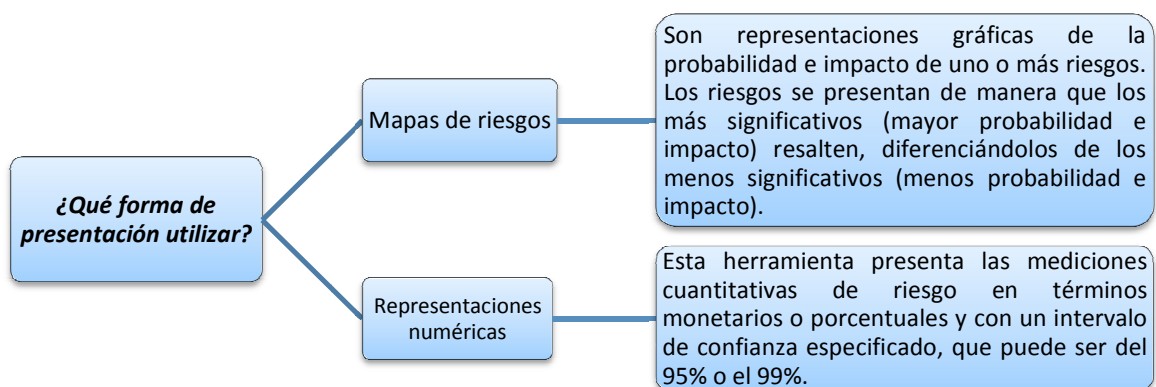 ¿Qué forma de
presentación utilizar?
Mapas de riesgos
Son representaciones gráficas de la
probabilidad e impacto de uno o más riesgos.
Los riesgos se presentan de manera que los
más significativos (mayor probabilidad e
impacto) resalten, diferenciándolos de los
menos significativos (menos probabilidad e
impacto).
Representaciones
numéricas
Esta herramienta presenta las mediciones
cuantitativas de riesgo en términos
monetarios o porcentuales y con un intervalo
de confianza especificado, que puede ser del
95% o el 99%.